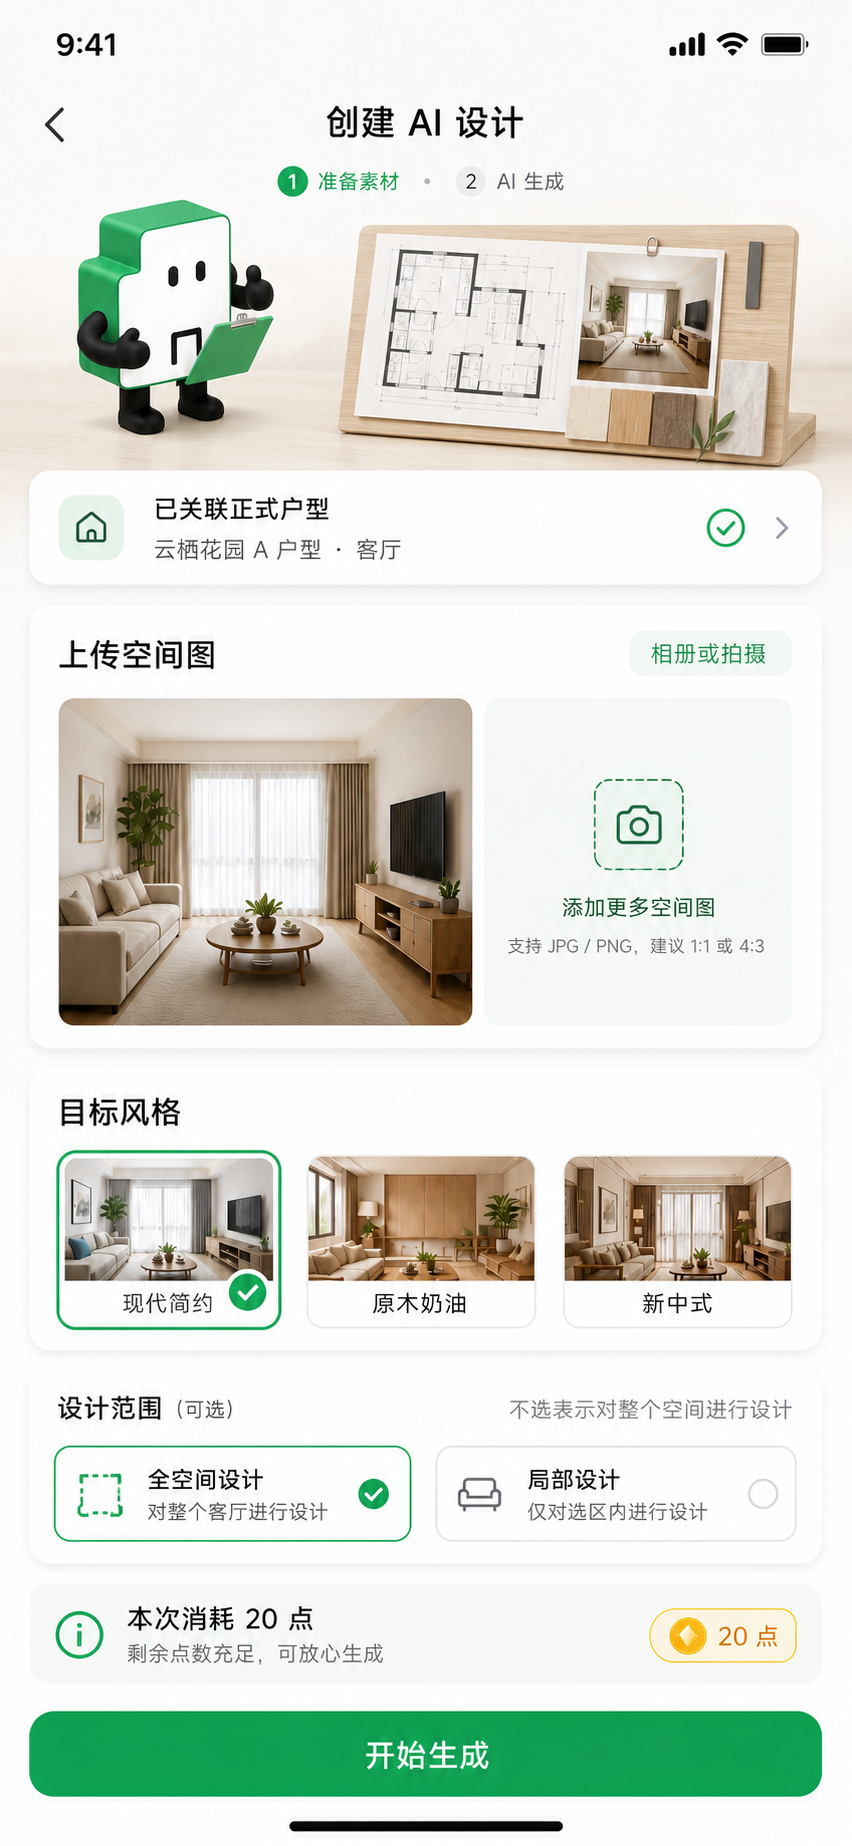 9:41
创建 AI 设计
1 准备素材 • 2 AI 生成
已关联正式户型
云栖花园 A 户型 · 客厅
上传空间图
相册或拍摄
添加更多空间图
支持 JPG / PNG，建议 1:1 或 4:3
目标风格
现代简约
原木奶油
新中式
设计范围（可选）
不选表示对整个空间进行设计
全空间设计
对整个客厅进行设计
局部设计
仅对选区内进行设计
本次消耗 20 点
剩余点数充足，可放心生成
20 点
开始生成